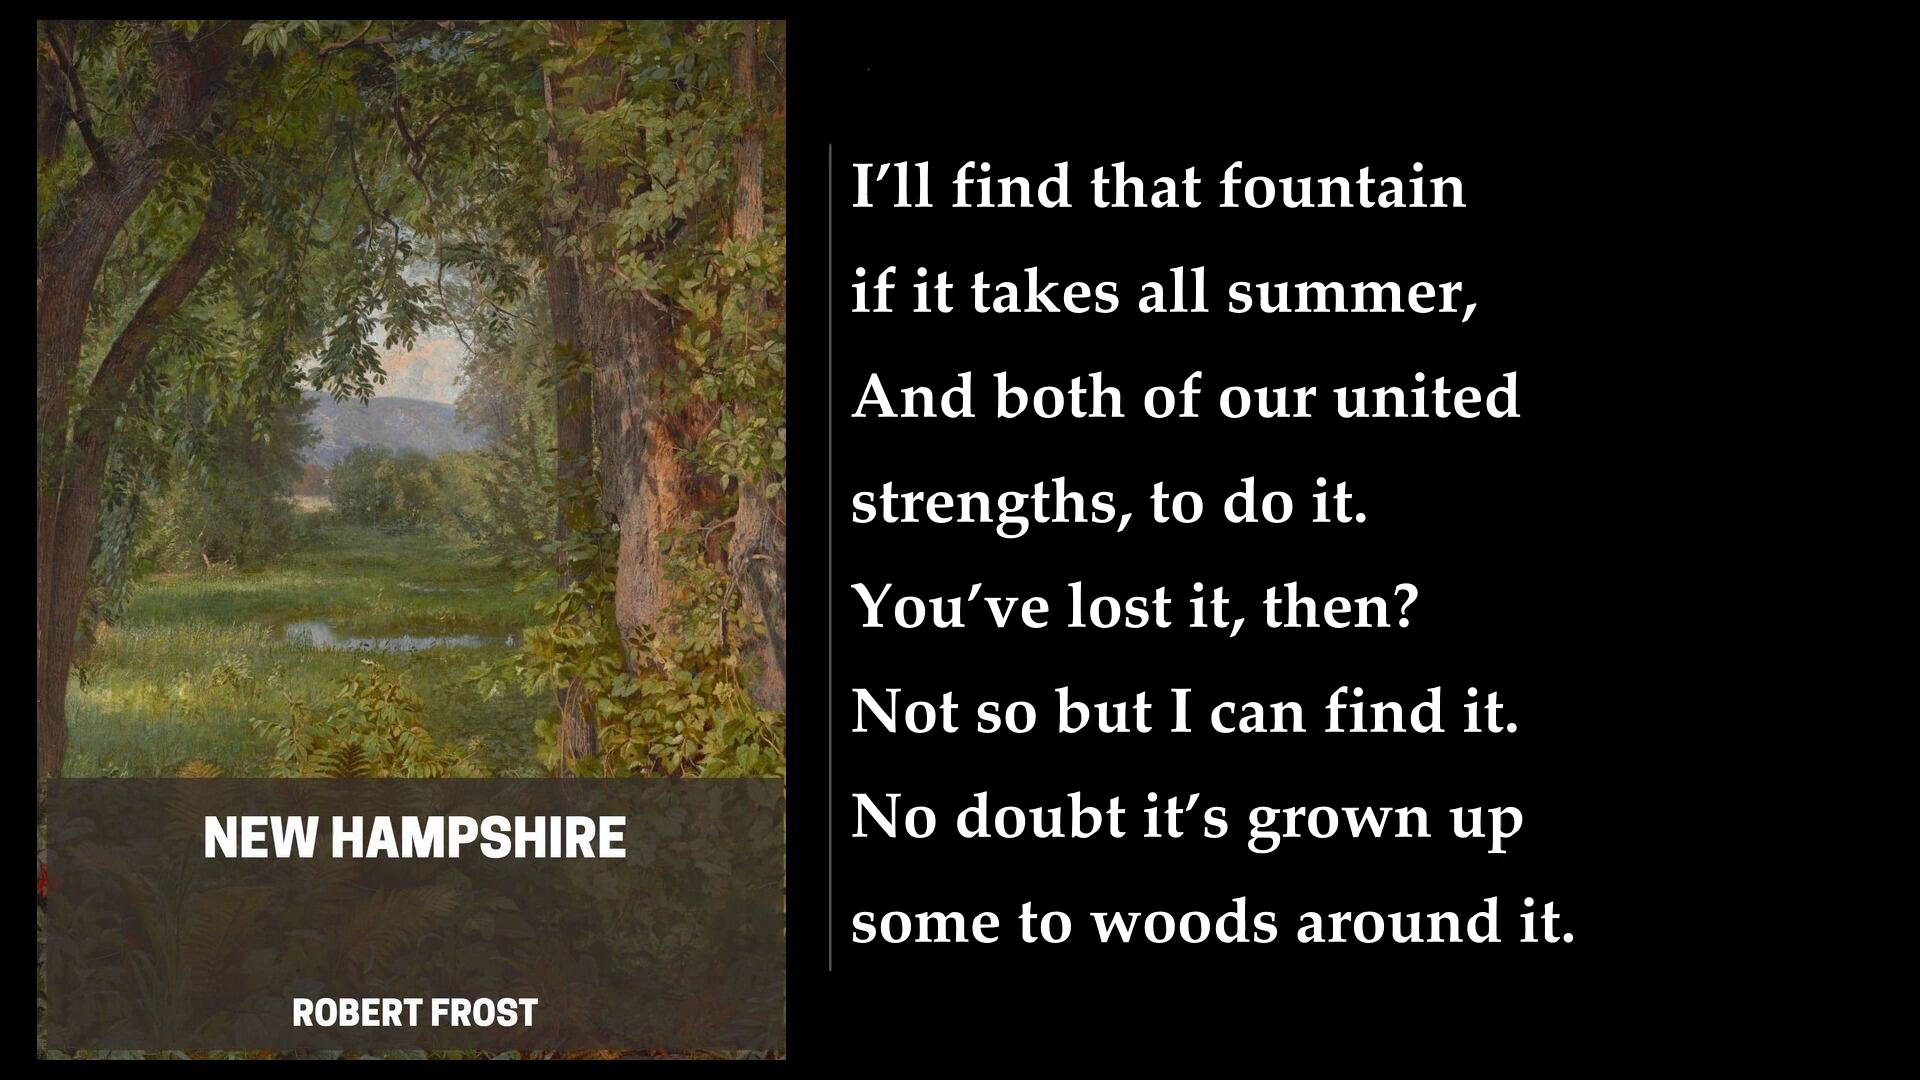 NEW HAMPSHIRE
ROBERT FROST
I’ll find that fountain
if it takes all summer,
And both of our united
strengths, to do it.
You’ve lost it, then?
Not so but I can find it.
No doubt it’s grown up
some to woods around it.